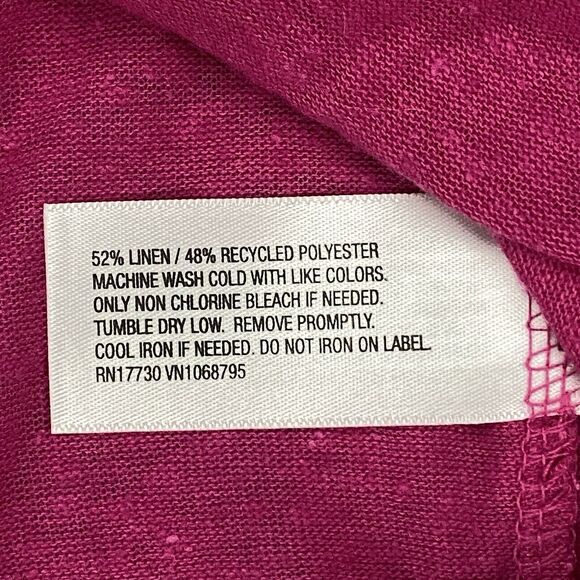 52% LINEN / 48% RECYCLED POLYESTER
MACHINE WASH COLD WITH LIKE COLORS.
ONLY NON CHLORINE BLEACH IF NEEDED.
TUMBLE DRY LOW. REMOVE PROMPTLY.
COOL IRON IF NEEDED. DO NOT IRON ON LABEL.
RN17730 VN1068795